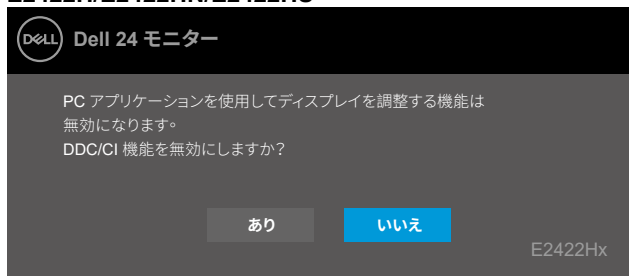 DELL Dell 24 モニター
PC アプリケーションを使用してディスプレイを調整する機能は
無効になります。
DDC/CI 機能を無効にしますか?
あり いいえ
E2422Hx